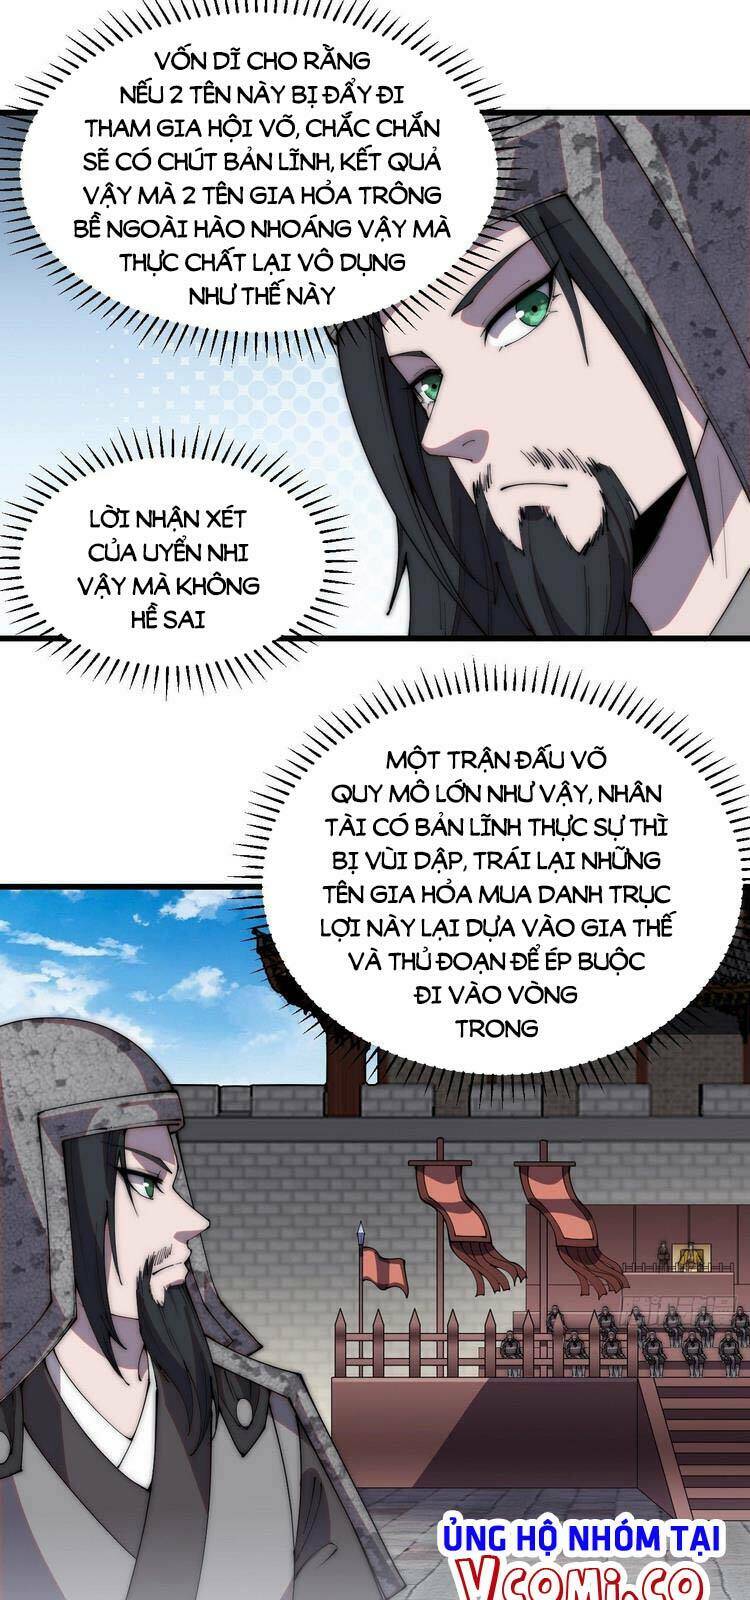 VỐN DĨ CHO RẰNG
NẾU 2 TÊN NÀY BỊ ĐẨY ĐI
THAM GIA HỘI VÕ, CHẮC CHẮN
SẼ CÓ CHÚT BẢN LĨNH, KẾT QUẢ
VẬY MÀ 2 TÊN GIA HỎA TRÔNG
BỀ NGOÀI HÀO NHOÁNG VẬY MÀ
THỰC CHẤT LẠI VÔ DỤNG
NHƯ THẾ NÀY
LỜI NHẬN XÉT
CỦA UYỂN NHI
VẬY MÀ KHÔNG
HỀ SAI
MỘT TRẬN ĐẤU VÕ
QUY MÔ LỚN NHƯ VẬY, NHÂN
TÀI CÓ BẢN LĨNH THỰC SỰ THÌ
BỊ VÙI DẬP, TRÁI LẠI NHỮNG
TÊN GIA HỎA MUA DANH TRỤC
LỢI NÀY LẠI DỰA VÀO GIA THẾ
VÀ THỦ ĐOẠN ĐỂ ÉP BUỘC
ĐI VÀO VÒNG
TRONG
ỦNG HỘ NHÓM TẠI
Vcomi.co